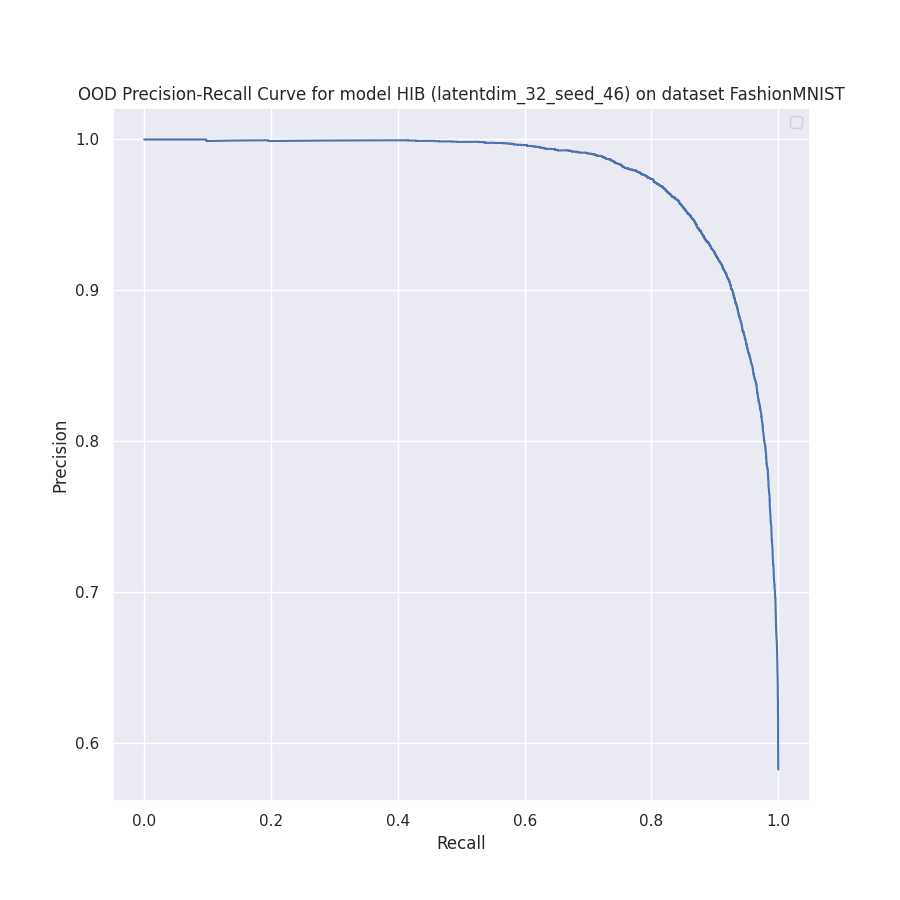 OOD Precision-Recall Curve for model HIB (latentdim_32_seed_46) on dataset FashionMNIST
1.0
0.9
0.8
0.7
0.6
Precision
0.0 0.2 0.4 0.6 0.8 1.0
Recall